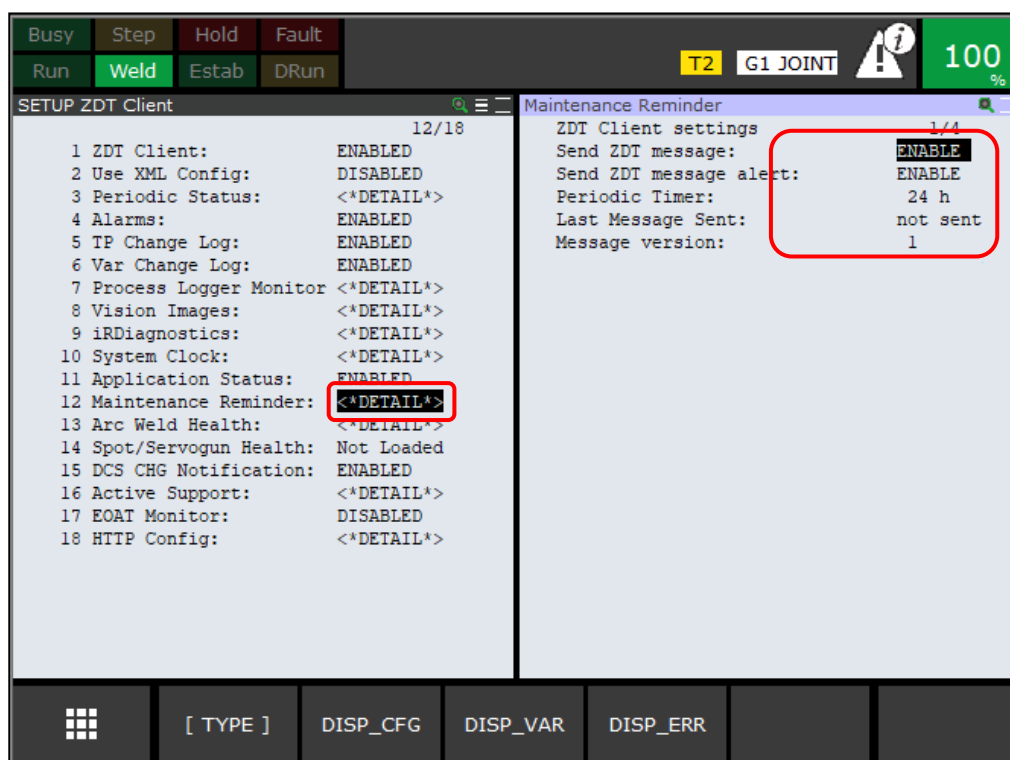 Busy Step Hold Fault
Run Weld Estab DRun
T2 G1 JOINT
i
100
%
SETUP ZDT Client
12/18
1 ZDT Client: ENABLED
2 Use XML Config: DISABLED
3 Periodic Status: <*DETAIL*>
4 Alarms: ENABLED
5 TP Change Log: ENABLED
6 Var Change Log: ENABLED
7 Process Logger Monitor <*DETAIL*>
8 Vision Images: <*DETAIL*>
9 iRDiagnostics: <*DETAIL*>
10 System Clock: <*DETAIL*>
11 Application Status: ENABLED
12 Maintenance Reminder: <*DETAIL*>
13 Arc Weld Health: <*DETAIL*>
14 Spot/Servogun Health: Not Loaded
15 DCS CHG Notification: ENABLED
16 Active Support: <*DETAIL*>
17 EOAT Monitor: DISABLED
18 HTTP Config: <*DETAIL*>
Maintenance Reminder
ZDT Client settings 1/4
Send ZDT message: ENABLE
Send ZDT message alert: ENABLE
Periodic Timer: 24 h
Last Message Sent: not sent
Message version: 1
[ TYPE ] DISP_CFG DISP_VAR DISP_ERR